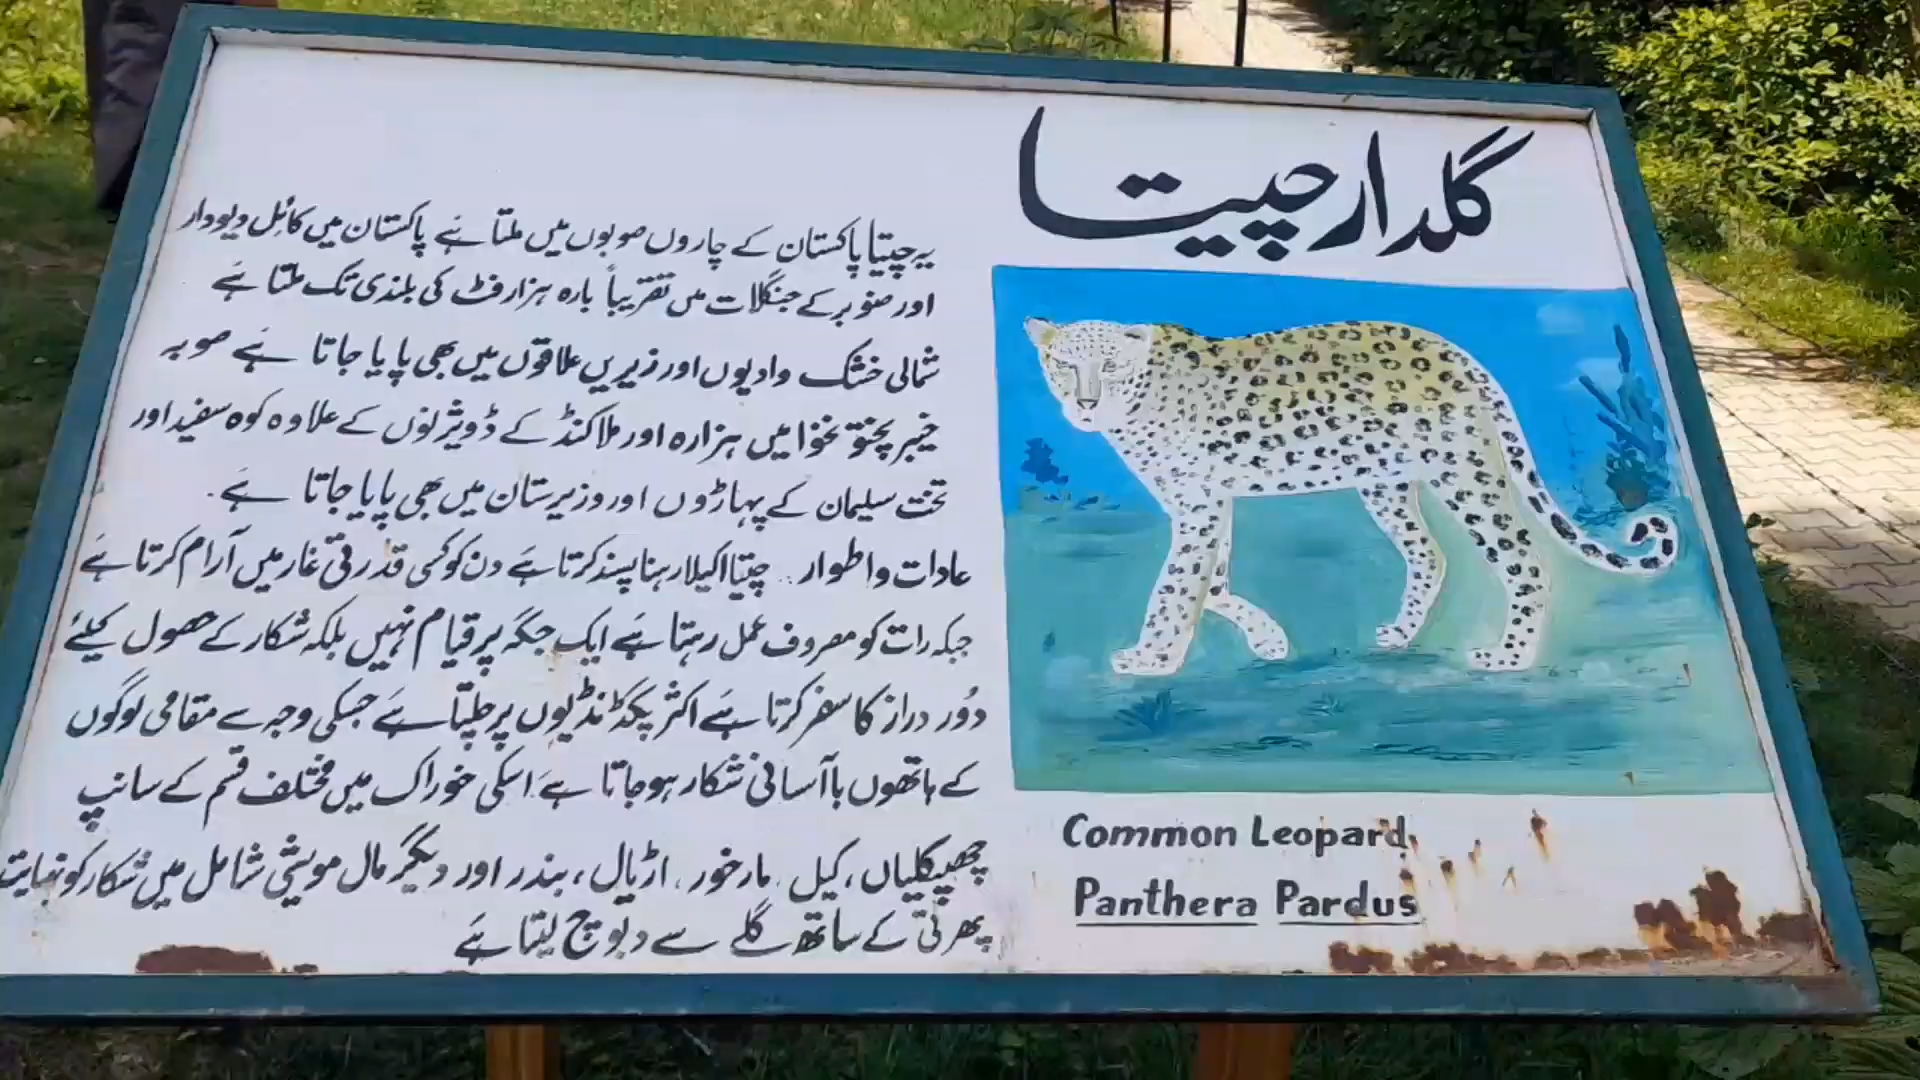 گلدار چیتا
یہ چیتا پاکستان کے چاروں صوبوں میں ملتا ہے پاکستان میں کائل دیودار
اور صنوبر کے جنگلات میں تقریباً بارہ ہزار فٹ کی بلندی تک ملتا ہے
شمالی خشک وادیوں اور زیریں علاقوں میں بھی پایا جاتا ہے صوبہ
خیبر پختونخوا میں ہزارہ اور ملاکنڈ کے ڈویژنوں کے علاوہ کوہ سفید اور
تخت سلیمان کے پہاڑوں اور وزیرستان میں بھی پایا جاتا ہے۔
عادات و اطوار .. چیتا اکیلا رہنا پسند کرتا ہے دن کو کسی قدرتی غار میں آرام کرتا ہے
جبکہ رات کو مصروف عمل رہتا ہے ایک جگہ پر قیام نہیں بلکہ شکار کے حصول کیلئے
دُور دراز کا سفر کرتا ہے اکثر پگڈنڈیوں پر چلتا ہے جسکی وجہ سے مقامی لوگوں
کے ہاتھوں باآسانی شکار ہو جاتا ہے اسکی خوراک میں مختلف قسم کے سانپ
چھپکلیاں، کیل، مارخور، اڑیال، بندر اور دیگر مال مویشی شامل ہیں شکار کو نہایت
پھرتی کے ساتھ گلے سے دبوچ لیتا ہے
Common Leopard
Panthera Pardus